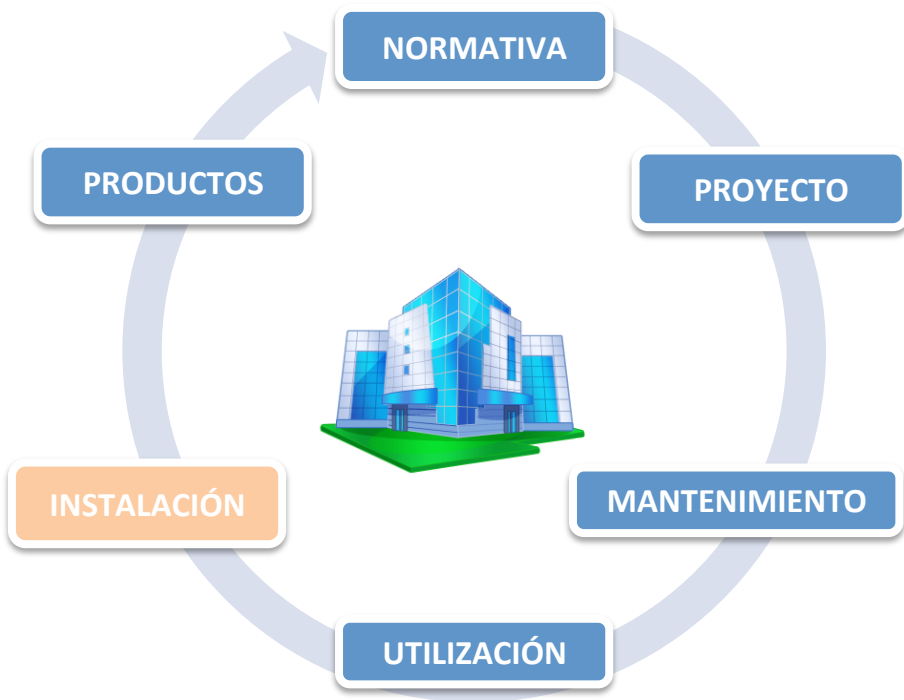 NORMATIVA
PRODUCTOS
PROYECTO
INSTALACIÓN
MANTENIMIENTO
UTILIZACIÓN